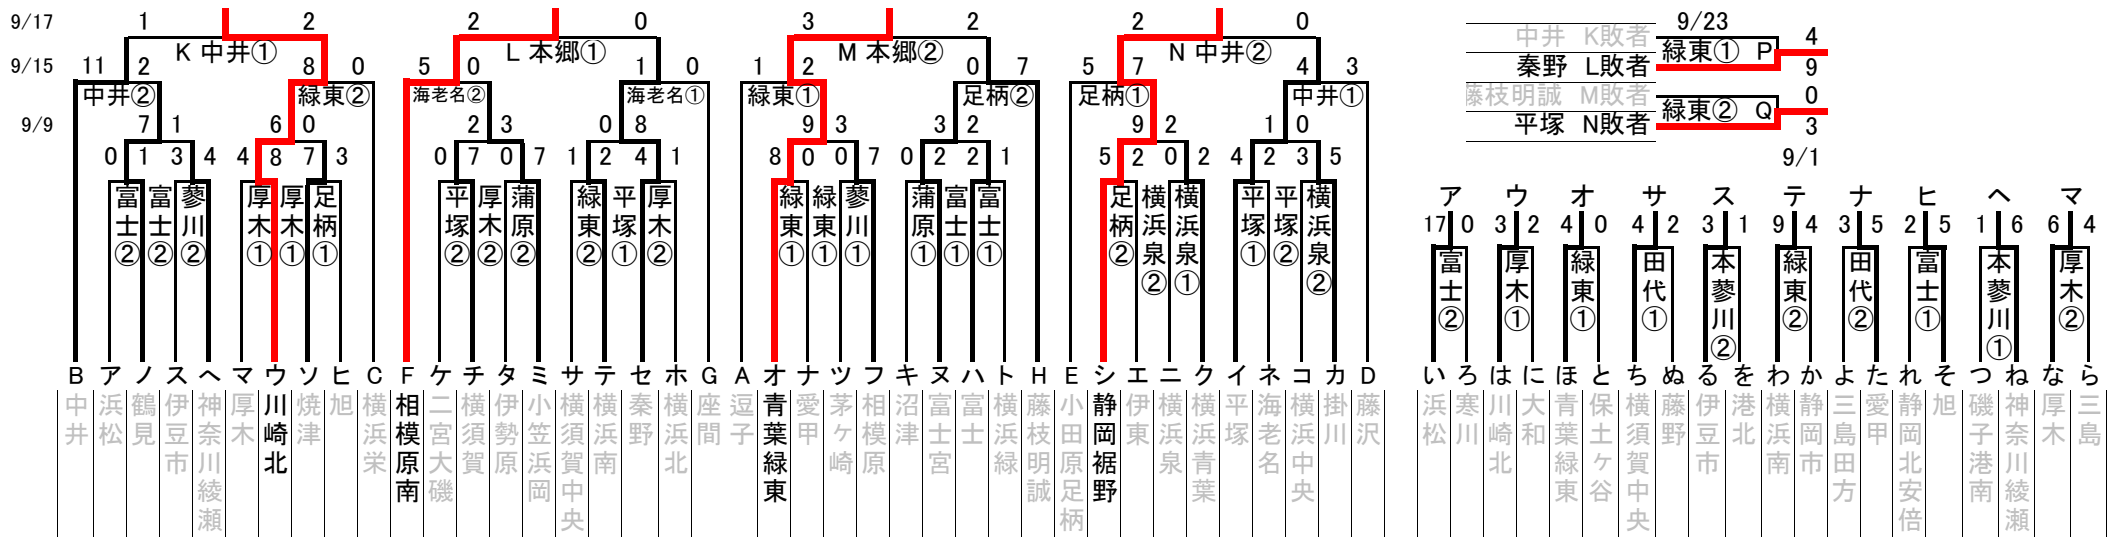 9/17 1 2 2 0 3 2 2 0 9/23
K 中井① L 本郷① M 本郷② N 中井②
中井 K敗者 緑東① P 4
秦野 L敗者 9
藤枝明誠 M敗者 緑東② Q 0
平塚 N敗者 3
9/15 11 2 8 0 5 0 1 0 1 2 0 7 5 7 4 3
中井② 緑東② 海老名② 海老名① 緑東① 足柄② 足柄① 中井①
9/9 7 1 6 0 2 3 0 8 9 3 3 2 9 2 1 0
9/1
0 1 3 4 4 8 7 3 0 7 0 7 1 2 4 1 8 0 0 7 0 2 2 1 5 2 0 2 4 2 3 5
富士② 富士② 蓼川② 厚木① 厚木① 足柄① 平塚② 厚木② 蒲原② 緑東② 平塚① 厚木② 緑東① 緑東① 蓼川① 蒲原① 富士① 富士① 足柄② 横浜泉② 横浜泉① 平塚① 平塚② 横浜泉②
ア ウ オ サ ス テ ナ ヒ ヘ マ
17 0 3 2 4 0 4 2 3 1 9 4 3 5 2 5 1 6 6 4
富士② 厚木① 緑東① 田代① 本蓼川② 緑東② 田代② 富士① 本蓼川① 厚木②
B ア ノ ス ヘ マ ウ ソ ヒ C F ケ チ タ ミ サ テ セ ホ G A オ ナ ツ フ キ ヌ ハ ト H E シ エ ニ ク イ ネ コ カ D
中井 浜松 鶴見 伊豆市 神奈川綾瀬 厚木 川崎北 焼津 旭 横浜栄 相模原南 二宮大磯 横須賀 伊勢原 小笠浜岡 横須賀中央 横浜南 秦野 横浜北 座間 逗子 青葉緑東 愛甲 茅ヶ崎 相模原 沼津 富士宮 富士 横浜緑 藤枝明誠 小田原足柄 静岡裾野 伊東 横浜泉 横浜青葉 平塚 海老名 横浜中央 掛川 藤沢
い ろ は に ほ と ち ぬ る を わ か よ た れ そ つ ね な ら
浜松 寒川 川崎北 大和 青葉緑東 保土ヶ谷 横須賀中央 藤野 伊豆市 港北 横浜南 静岡市 三島田方 愛甲 静岡北安倍 旭 磯子港南 神奈川綾瀬 厚木 三島